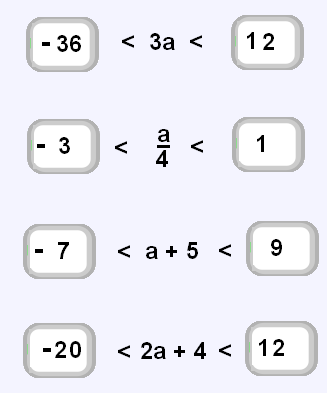 -36 < 3a < 12
- 3 < a/4 < 1
- 7 < a + 5 < 9
-20 < 2a + 4 < 12